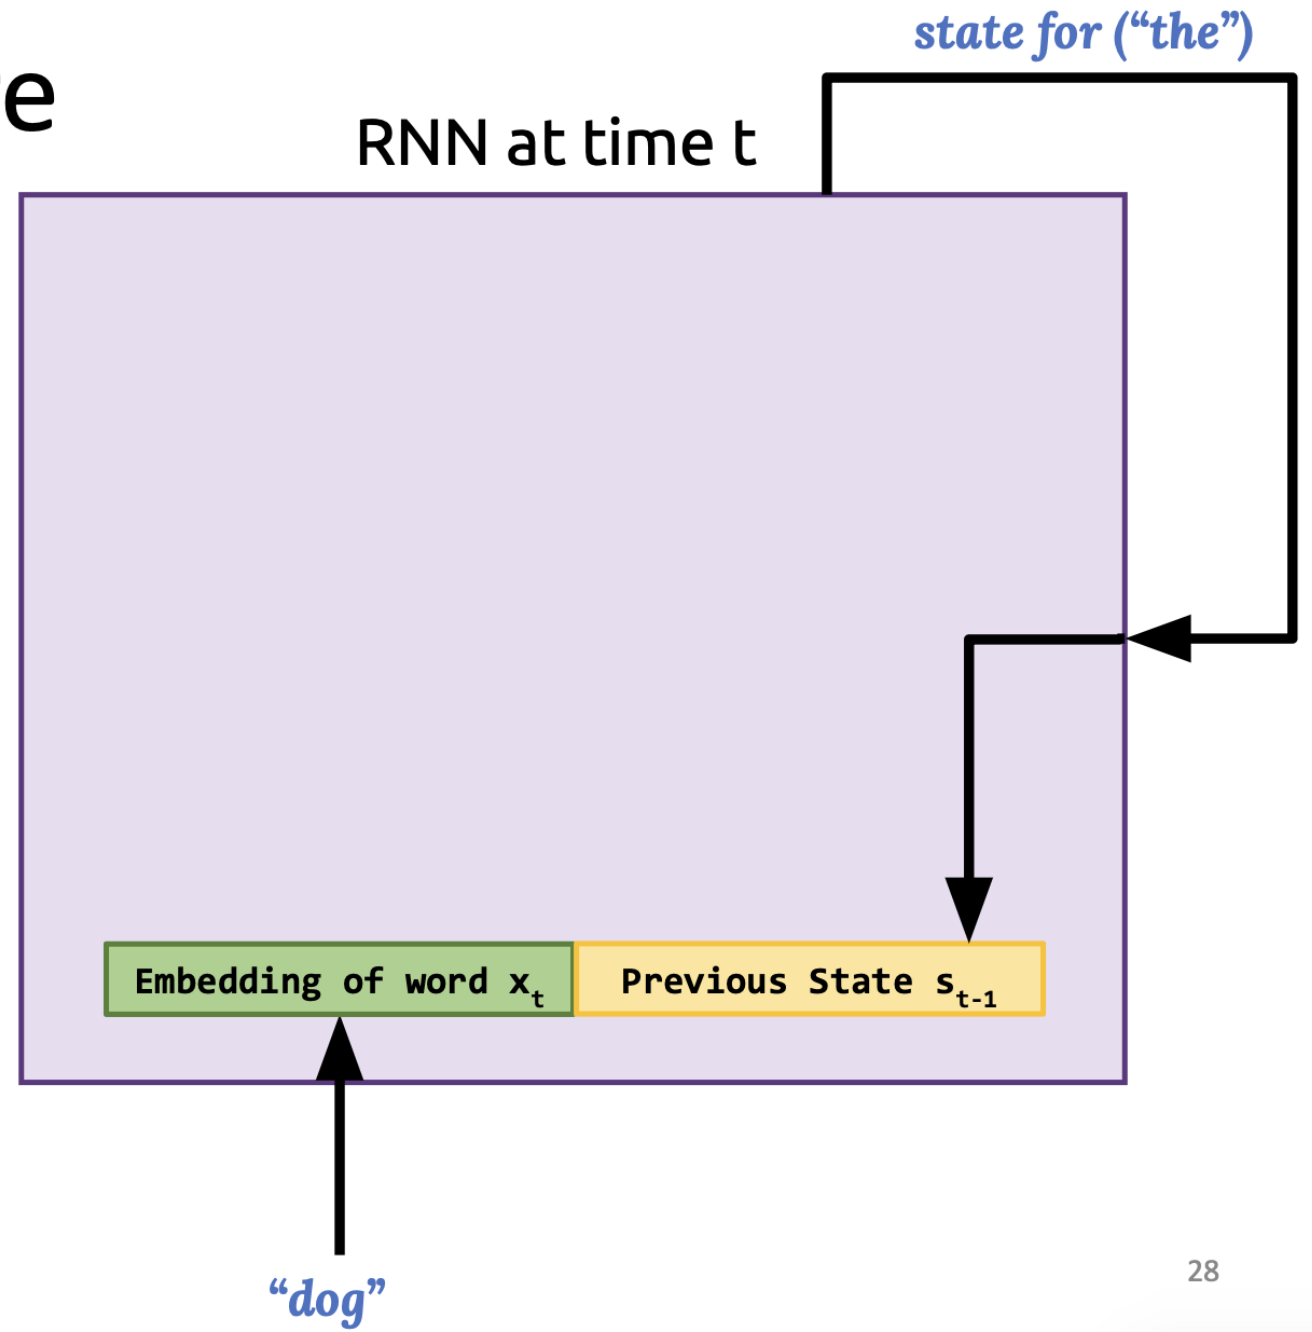 state for (“the”)
e
RNN at time t
Embedding of word xₜ
Previous State sₜ₋₁
“dog”
28